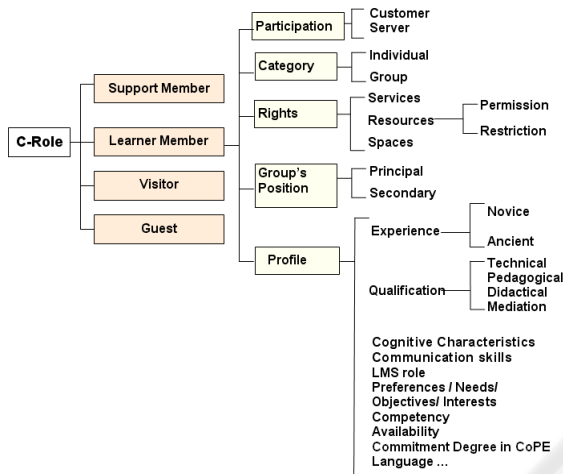 C-Role
Support Member
Learner Member
Visitor
Guest
Participation
Customer
Server
Category
Individual
Group
Rights
Services
Resources
Spaces
Permission
Restriction
Group's
Position
Principal
Secondary
Profile
Experience
Novice
Ancient
Qualification
Technical
Pedagogical
Didactical
Mediation
Cognitive Characteristics
Communication skills
LMS role
Preferences / Needs/
Objectives/ Interests
Competency
Availability
Commitment Degree in CoPE
Language ...